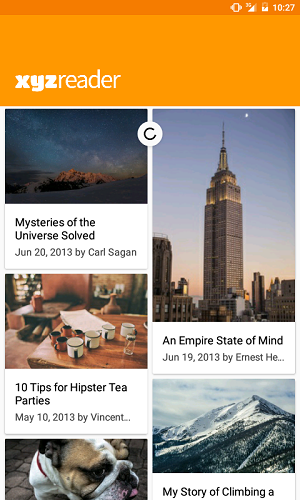 3G
10:27
xyzreader
Mysteries of the
Universe Solved
Jun 20, 2013 by Carl Sagan
An Empire State of Mind
Jun 19, 2013 by Ernest He...
10 Tips for Hipster Tea
Parties
May 10, 2013 by Vincent...
My Story of Climbing a